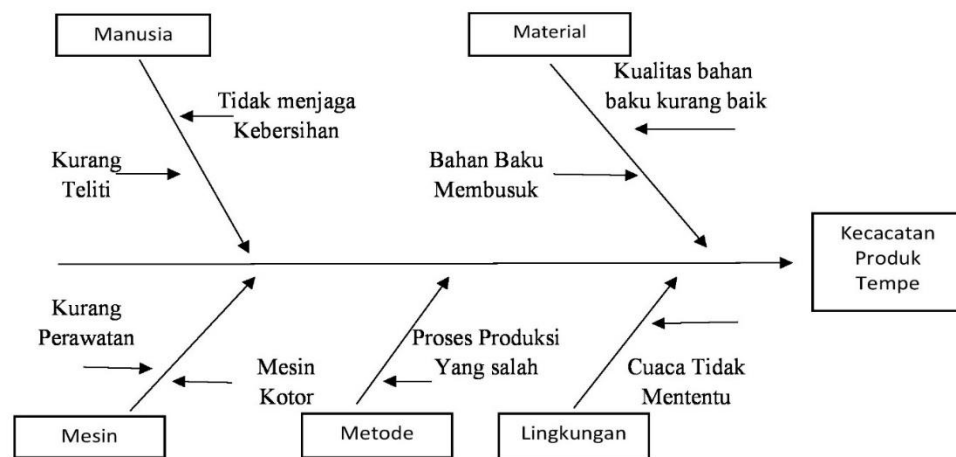 Manusia
Material
Tidak menjaga
Kebersihan
Kualitas bahan
baku kurang baik
Kurang
Teliti
Bahan Baku
Membusuk
Kecacatan
Produk
Tempe
Kurang
Perawatan
Mesin
Kotor
Proses Produksi
Yang salah
Cuaca Tidak
Mententu
Mesin
Metode
Lingkungan